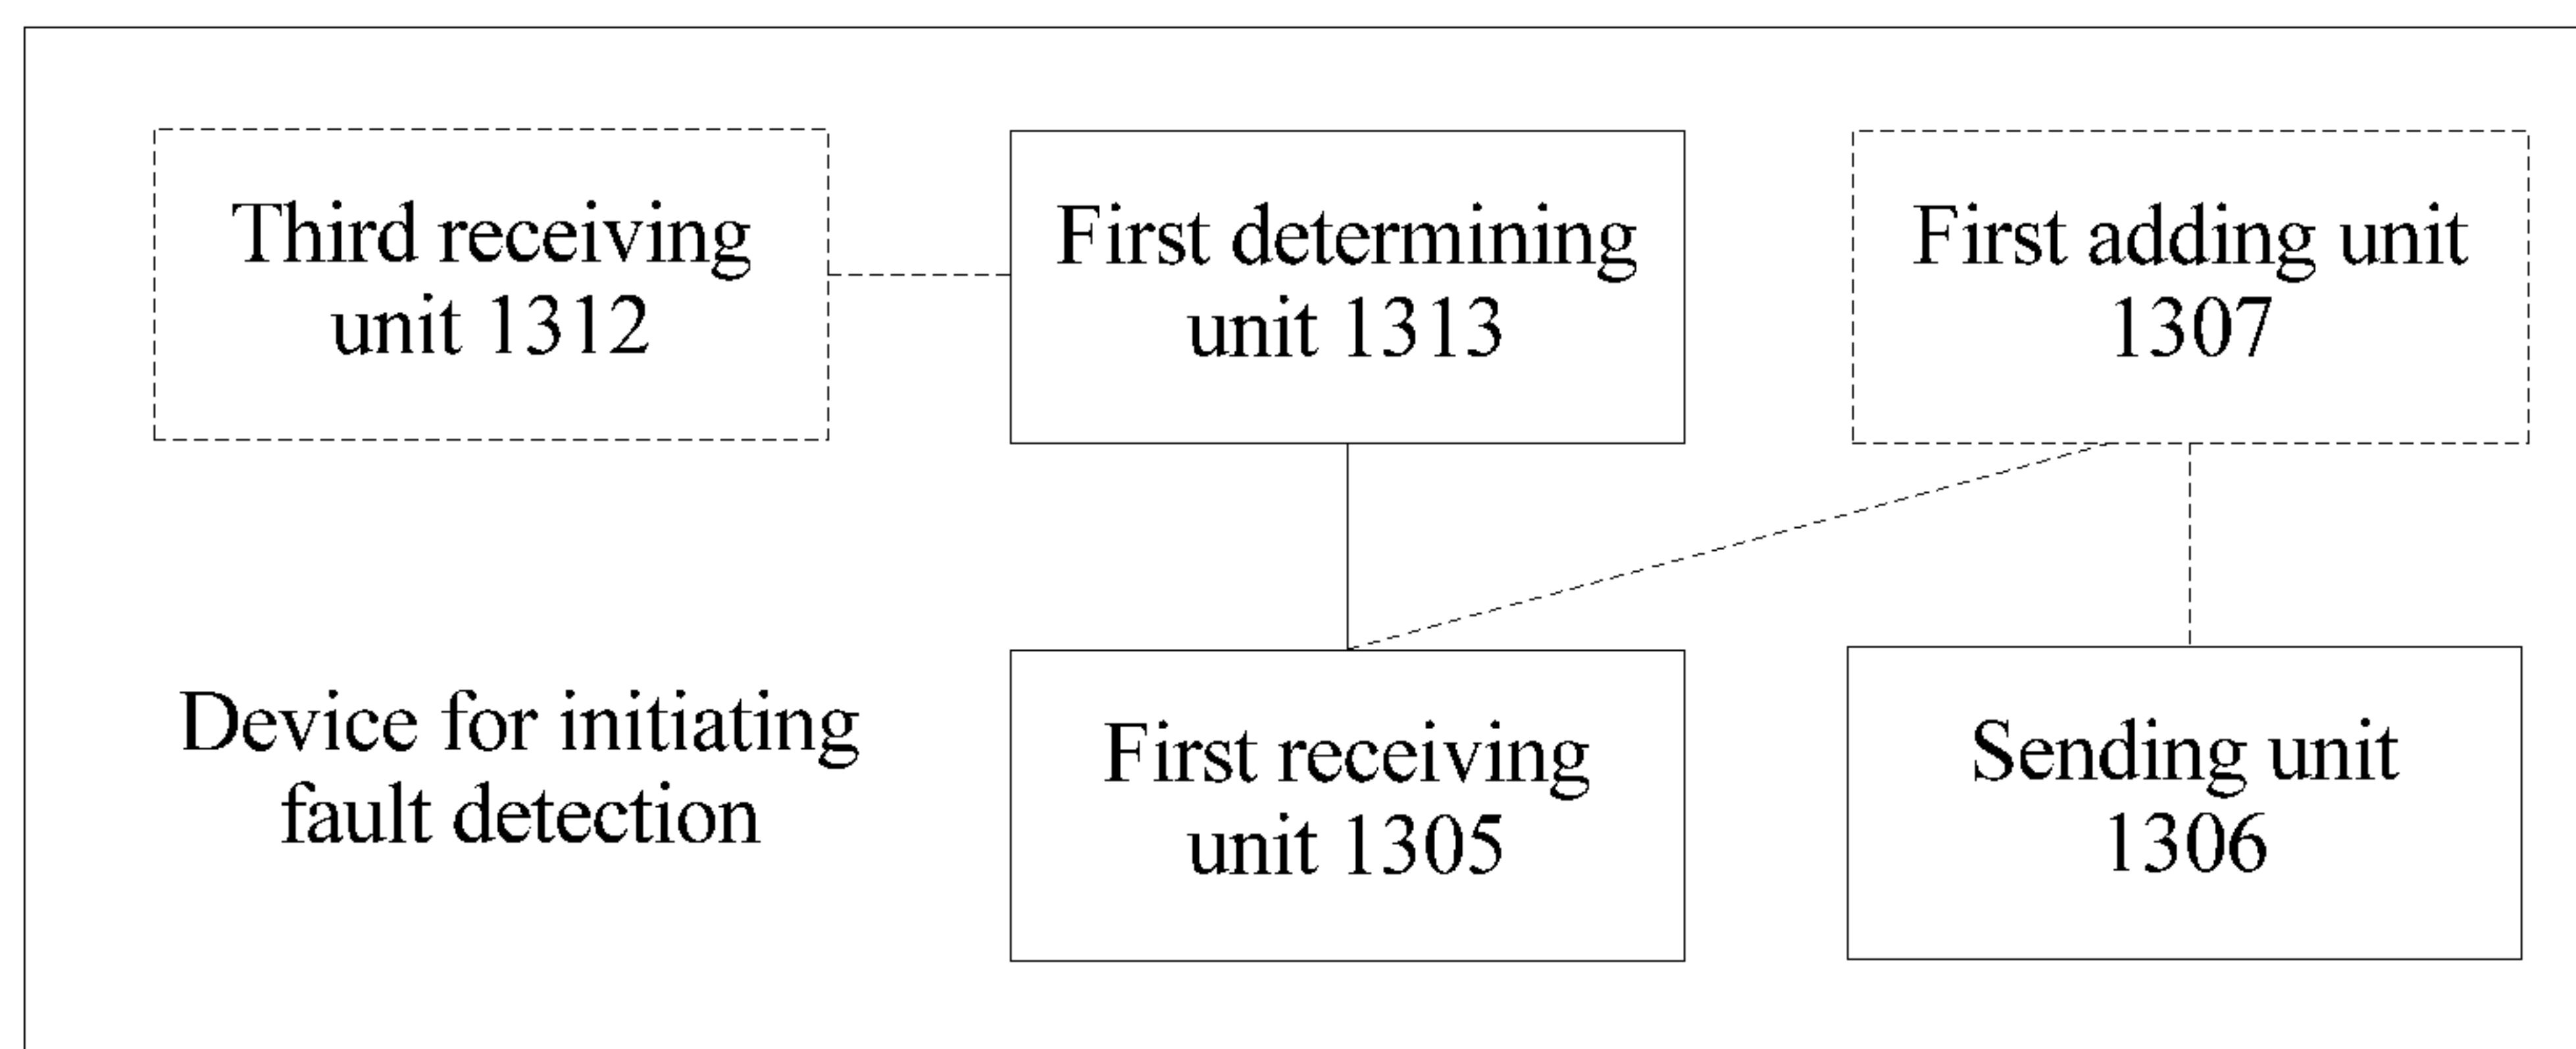 Third receiving
unit 1312
First determining
unit 1313
First adding unit
1307
Device for initiating
fault detection
First receiving
unit 1305
Sending unit
1306